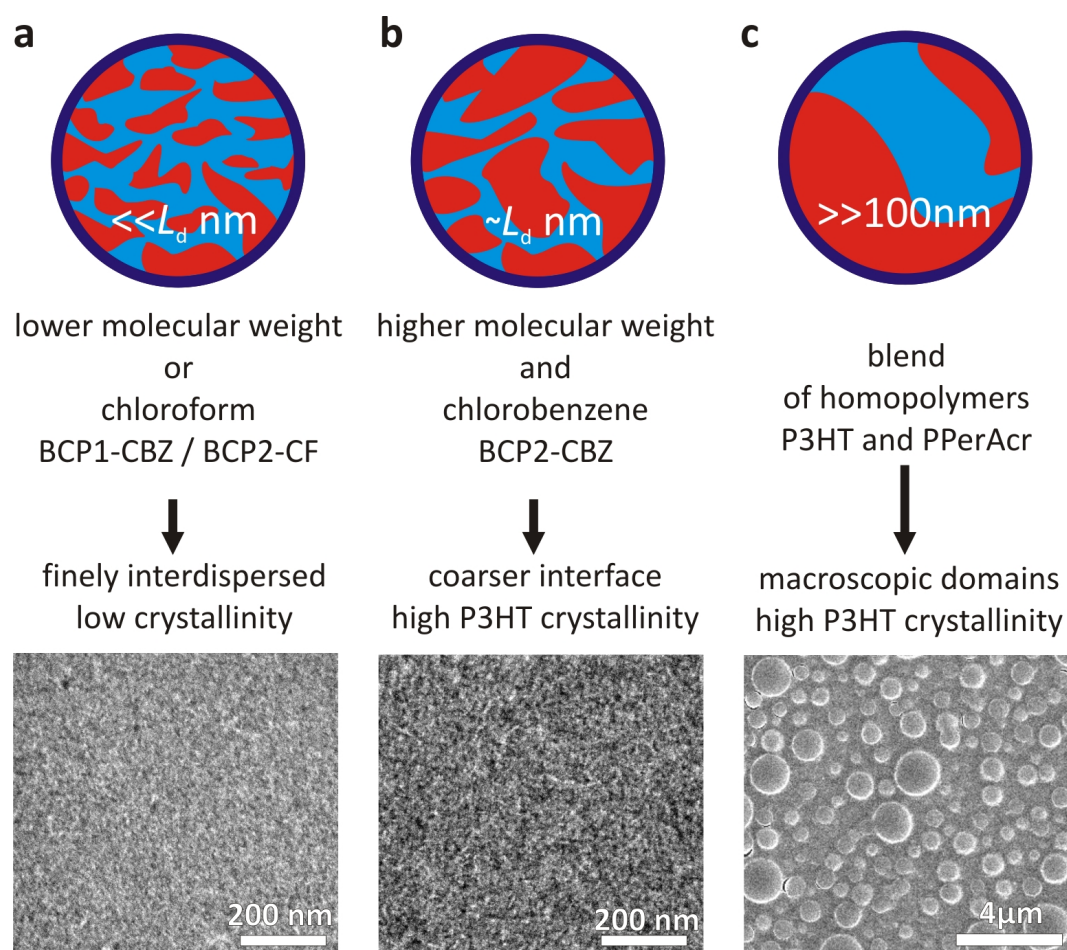 a
<<Ld nm
lower molecular weight
or
chloroform
BCP1-CBZ / BCP2-CF
finely interdispersed
low crystallinity
200 nm
b
~Ld nm
higher molecular weight
and
chlorobenzene
BCP2-CBZ
coarser interface
high P3HT crystallinity
200 nm
c
>>100nm
blend
of homopolymers
P3HT and PPerAcr
macroscopic domains
high P3HT crystallinity
4µm